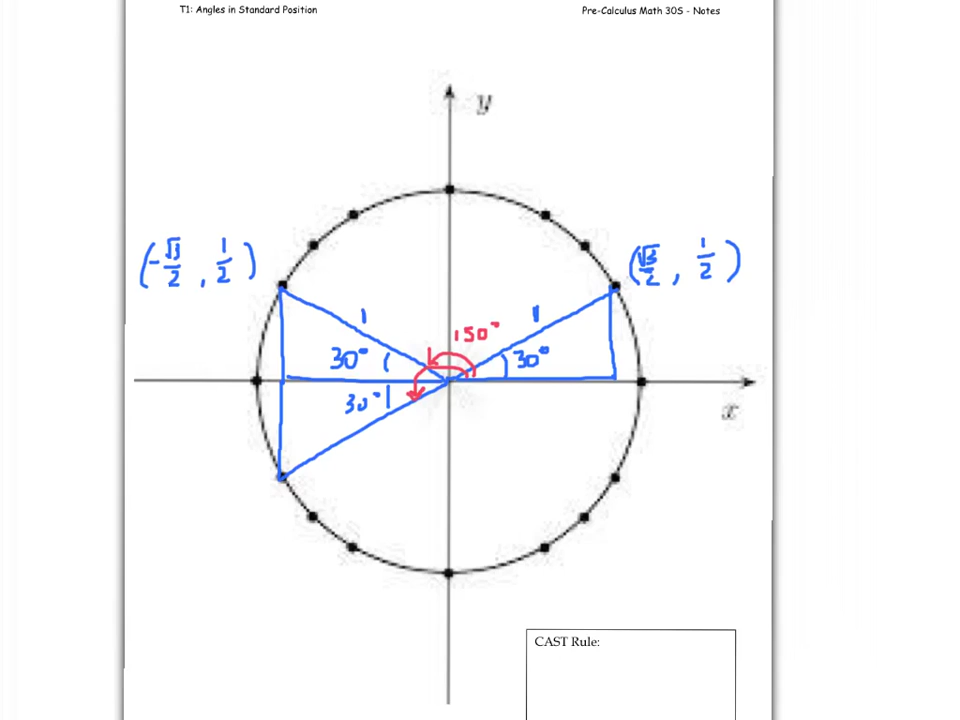 T1: Angles in Standard Position
Pre-Calculus Math 30S - Notes
y
(-√3/2, 1/2)
(√3/2, 1/2)
1
1
150°
30°
30°
30°
x
CAST Rule: